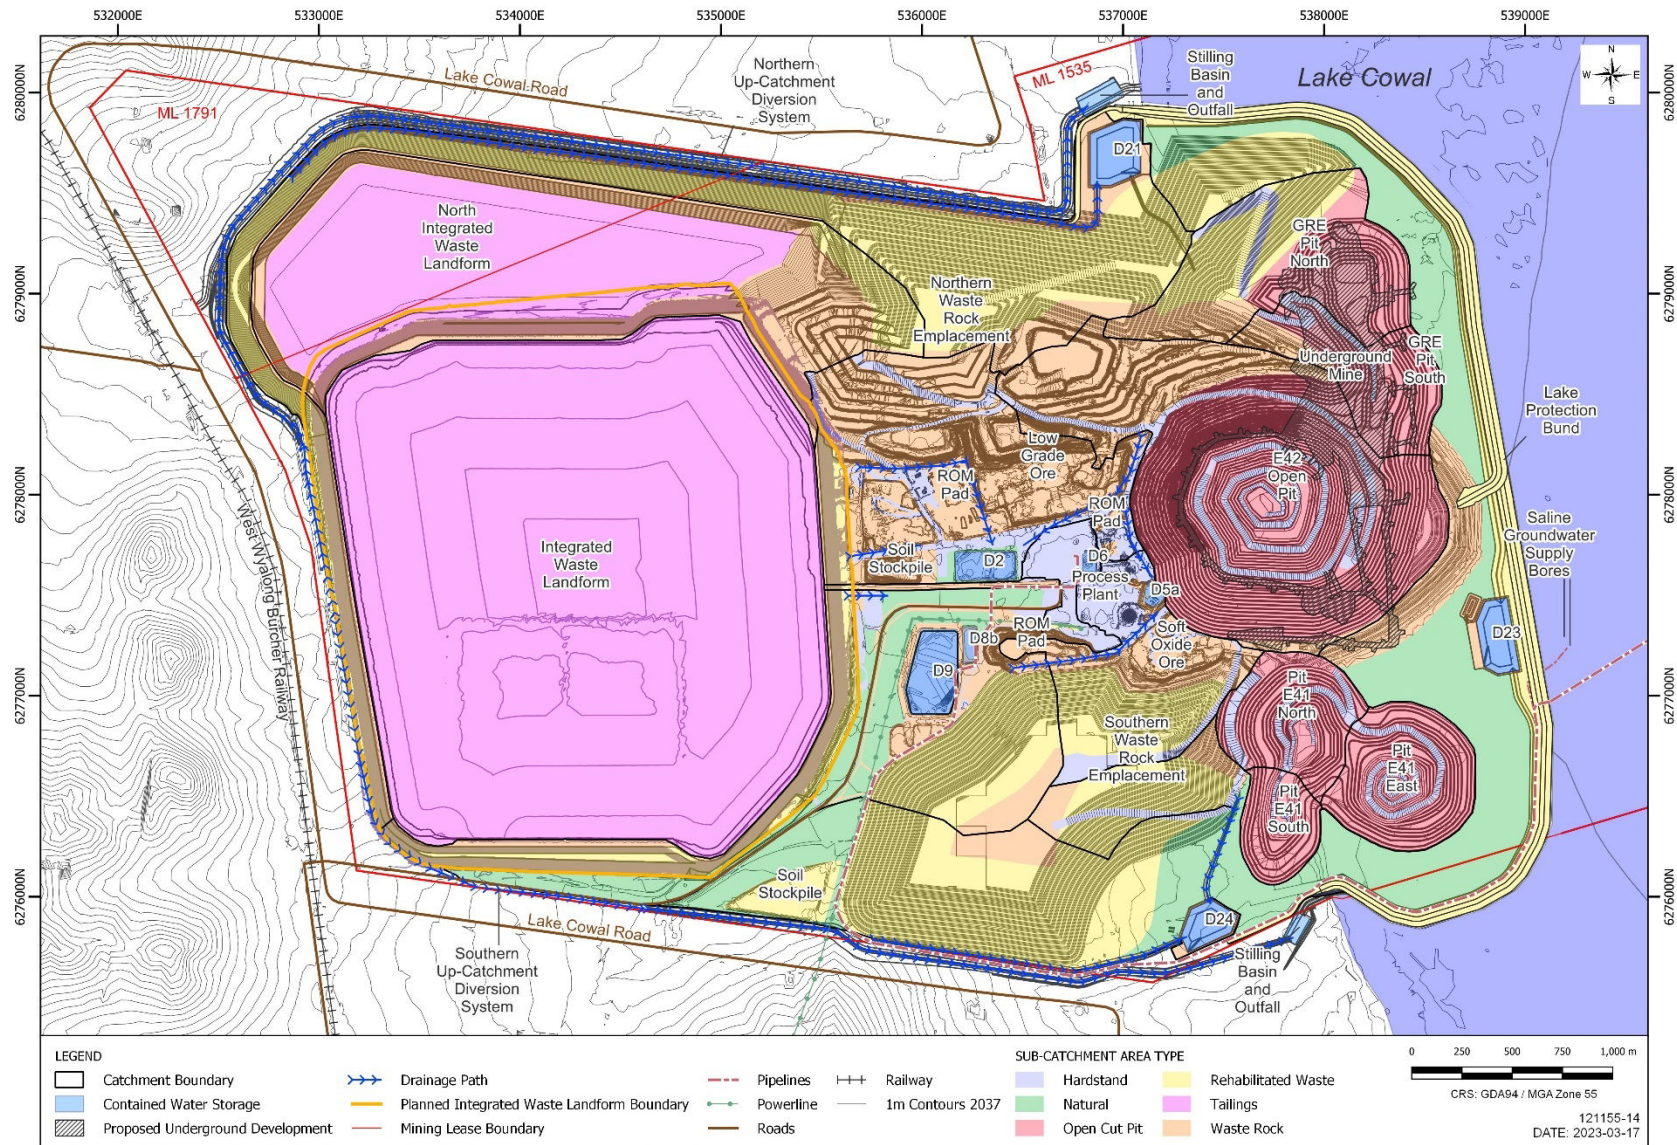 532000E 533000E 534000E 535000E 536000E 537000E 538000E 539000E
6280000N
6279000N
6278000N
6277000N
6276000N
6280000N
6279000N
6278000N
6277000N
6276000N
Lake Cowal Road
Northern
Up-Catchment
Diversion
System
ML 1535
Stilling
Basin
and
Outfall
Lake Cowal
N
W E
S
ML 1791
D21
North
Integrated
Waste
Landform
GRE
Pit
North
Northern
Waste
Rock
Emplacement
Underground
Mine
GRE
Pit
South
Lake
Protection
Bund
Low
Grade
Ore
ROM
Pad
ROM
Pad
E42
Open
Pit
Saline
Groundwater
Supply
Bores
Integrated
Waste
Landform
Soil
Stockpile
D2
D6
Process
Plant
D5a
West Wyalong Burcher Railway
D8b
ROM
Pad
Soft
Oxide
Ore
D23
D9
Pit
E41
North
Southern
Waste
Rock
Emplacement
Pit
E41
East
Pit
E41
South
Soil
Stockpile
Lake Cowal Road
D24
Southern
Up-Catchment
Diversion
System
Stilling
Basin
and
Outfall
LEGEND
Catchment Boundary
Contained Water Storage
Proposed Underground Development
Drainage Path
Planned Integrated Waste Landform Boundary
Mining Lease Boundary
Pipelines
Powerline
Roads
Railway
1m Contours 2037
SUB-CATCHMENT AREA TYPE
Hardstand
Natural
Open Cut Pit
Rehabilitated Waste
Tailings
Waste Rock
0 250 500 750 1,000 m
CRS: GDA94 / MGA Zone 55
121155-14
DATE: 2023-03-17